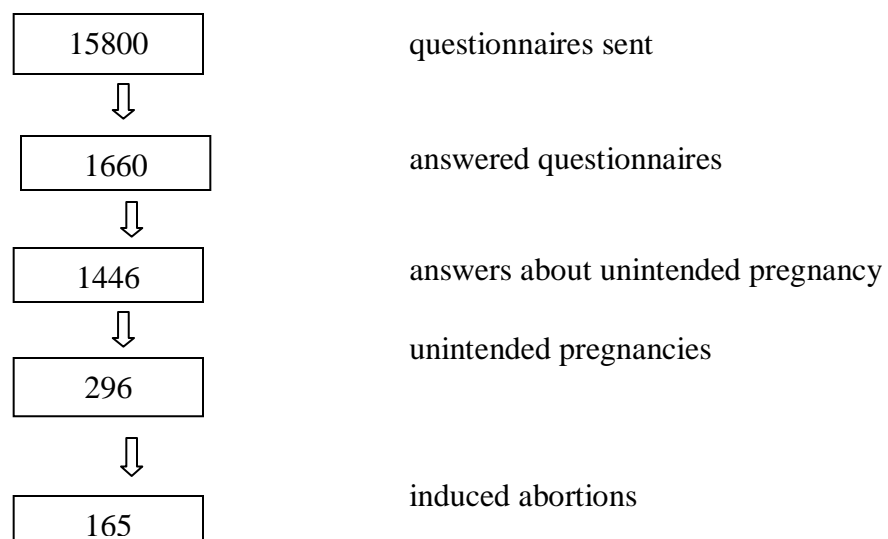 15800 questionnaires sent
1660 answered questionnaires
1446 answers about unintended pregnancy
unintended pregnancies
296
induced abortions
165